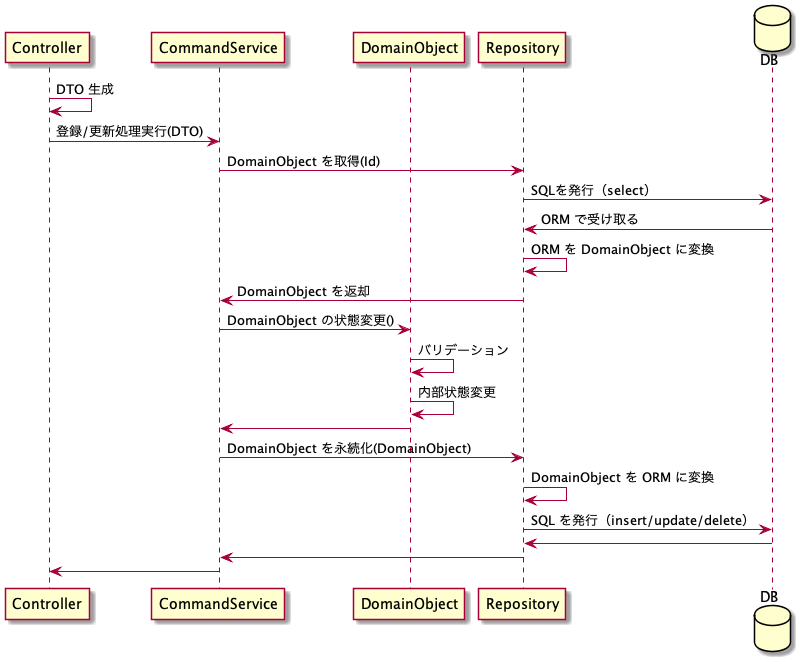 DB
Controller
CommandService
DomainObject
Repository
DTO 生成
登録/更新処理実行(DTO)
DomainObject を取得(Id)
SQLを発行（select）
ORM で受け取る
ORM を DomainObject に変換
DomainObject を返却
DomainObject の状態変更()
バリデーション
内部状態変更
DomainObject を永続化(DomainObject)
DomainObject を ORM に変換
SQL を発行（insert/update/delete）
Controller
CommandService
DomainObject
Repository
DB